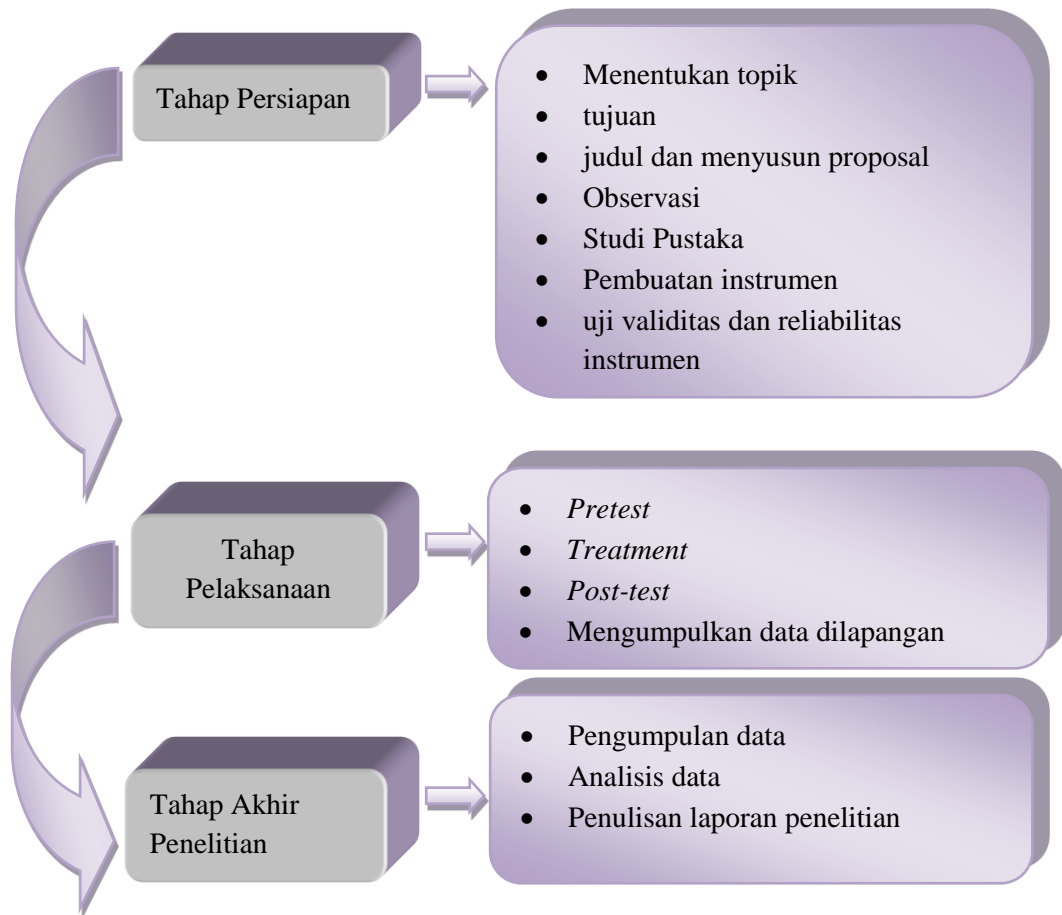 Tahap Persiapan
• Menentukan topik
• tujuan
• judul dan menyusun proposal
• Observasi
• Studi Pustaka
• Pembuatan instrumen
• uji validitas dan reliabilitas
instrumen
Tahap
Pelaksanaan
• Pretest
• Treatment
• Post-test
• Mengumpulkan data dilapangan
Tahap Akhir
Penelitian
• Pengumpulan data
• Analisis data
• Penulisan laporan penelitian